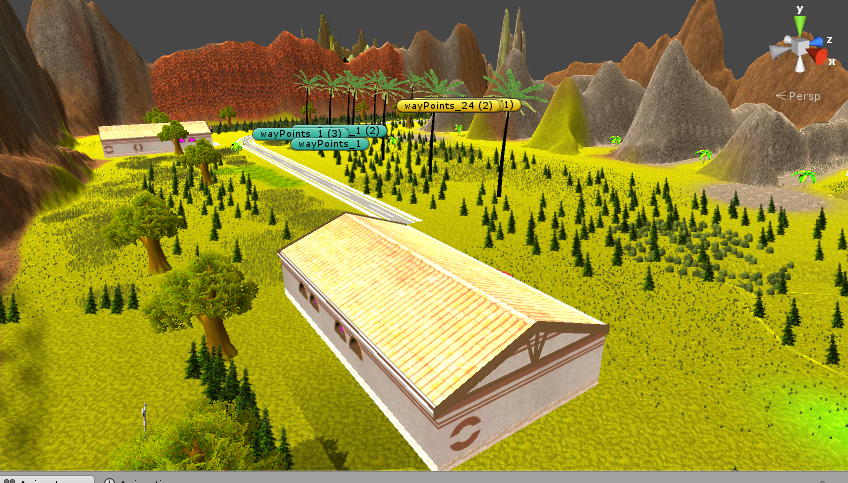 y
z
x
Persp
wayPoints_24 (2)
1)
wayPoints_1 (3)
_1 (2)
wayPoints_1